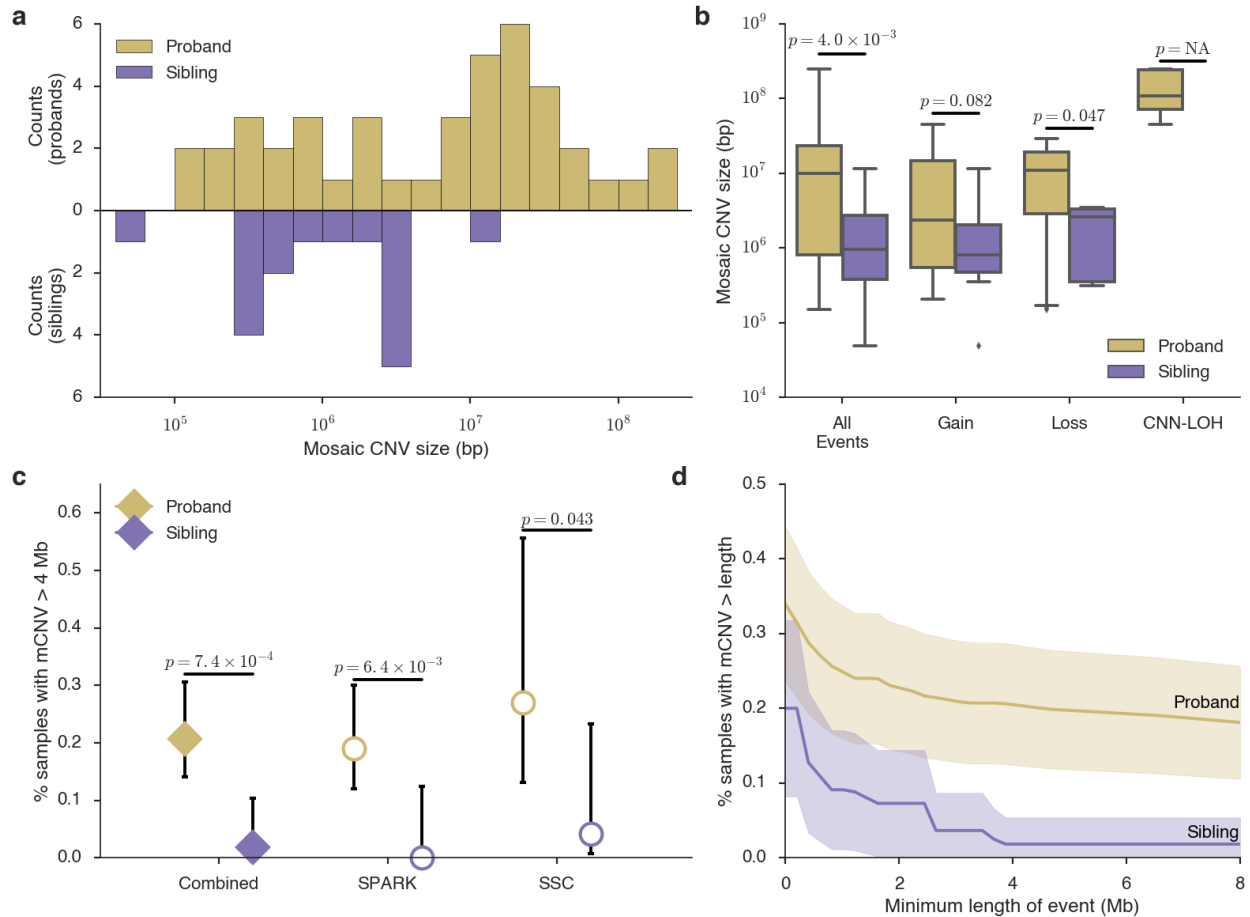 a
Proband
Sibling
Counts
(probands)
Counts
(siblings)
6
4
2
0
2
4
6
10^5
10^6
10^7
10^8
Mosaic CNV size (bp)
b
Mosaic CNV size (bp)
10^9
10^8
10^7
10^6
10^5
10^4
p = 4.0 × 10^−3
p = 0.082
p = 0.047
p = NA
Proband
Sibling
All
Events
Gain
Loss
CNN-LOH
c
Proband
Sibling
% samples with mCNV > 4 Mb
0.6
0.5
0.4
0.3
0.2
0.1
0.0
p = 7.4 × 10^−4
p = 6.4 × 10^−3
p = 0.043
Combined
SPARK
SSC
d
% samples with mCNV > length
0.5
0.4
0.3
0.2
0.1
0.0
Proband
Sibling
0
2
4
6
8
Minimum length of event (Mb)